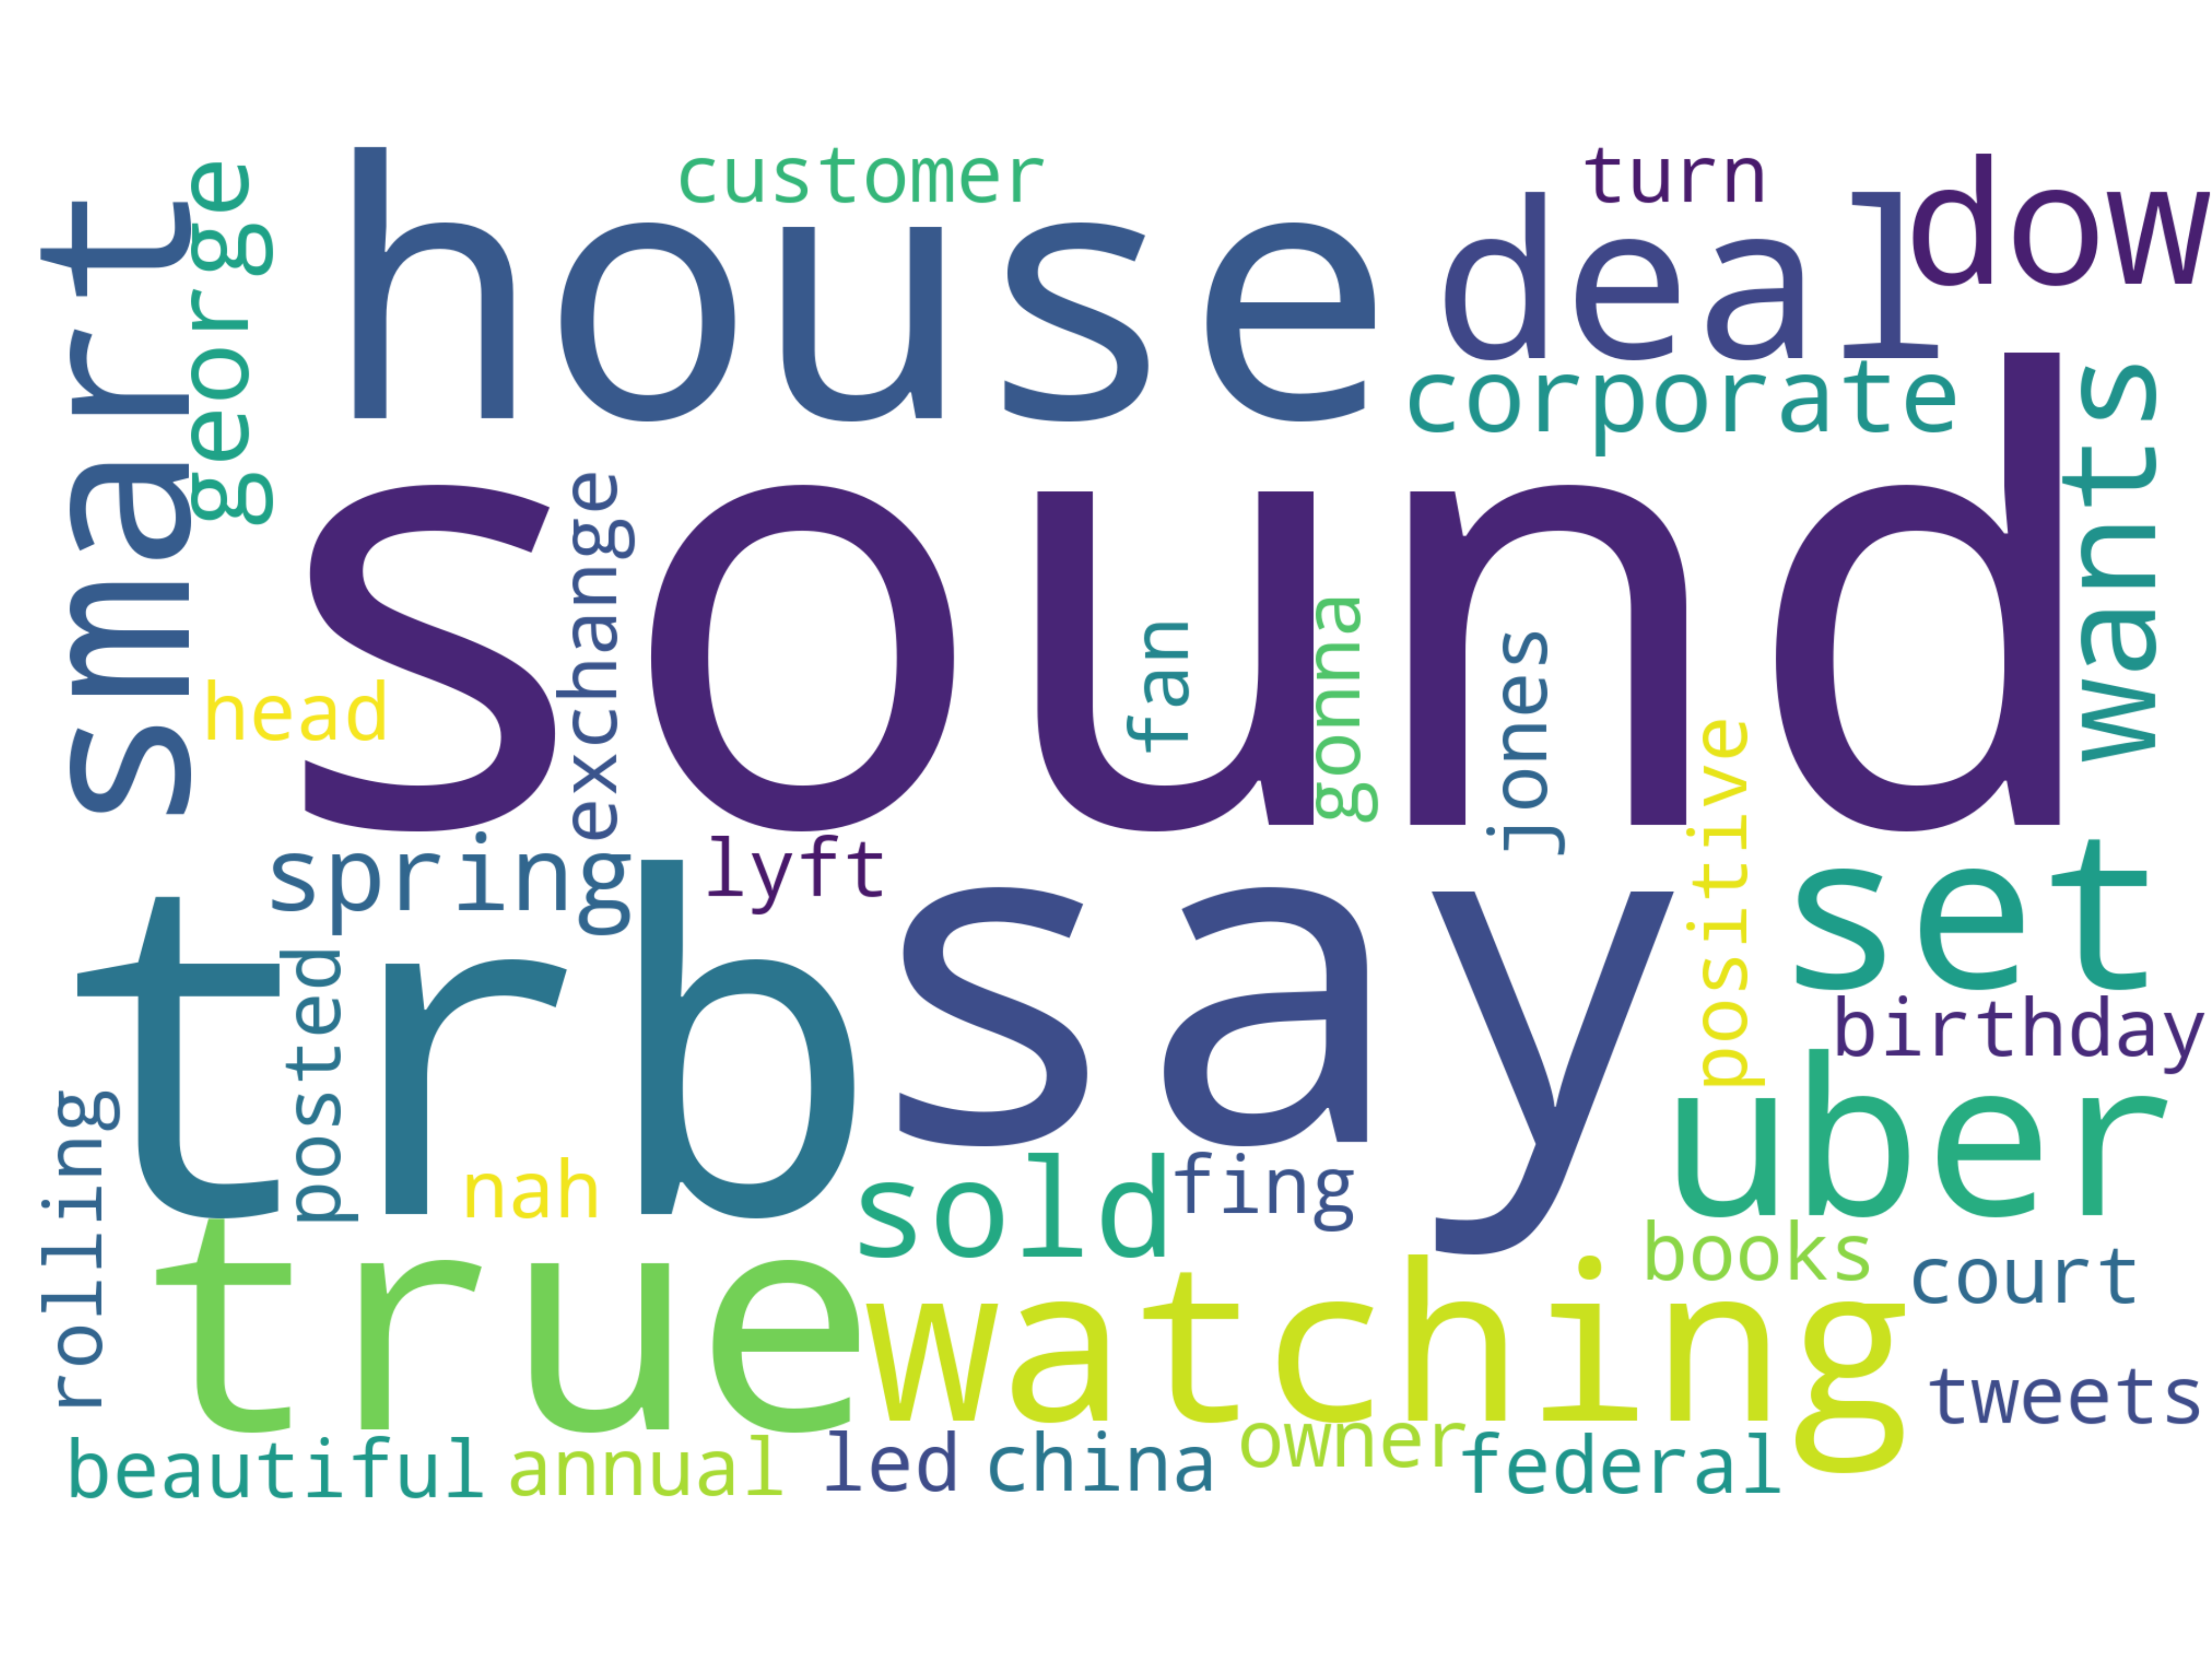 customer
turn
smart
george
house
deal
dow
corporate
wants
sound
exchange
fan
gonna
jones
head
positive
spring
lyft
set
trb
say
posted
birthday
uber
rolling
nah
sold
fing
books
court
true
watching
tweets
beautiful
annual
led
china
owner
federal